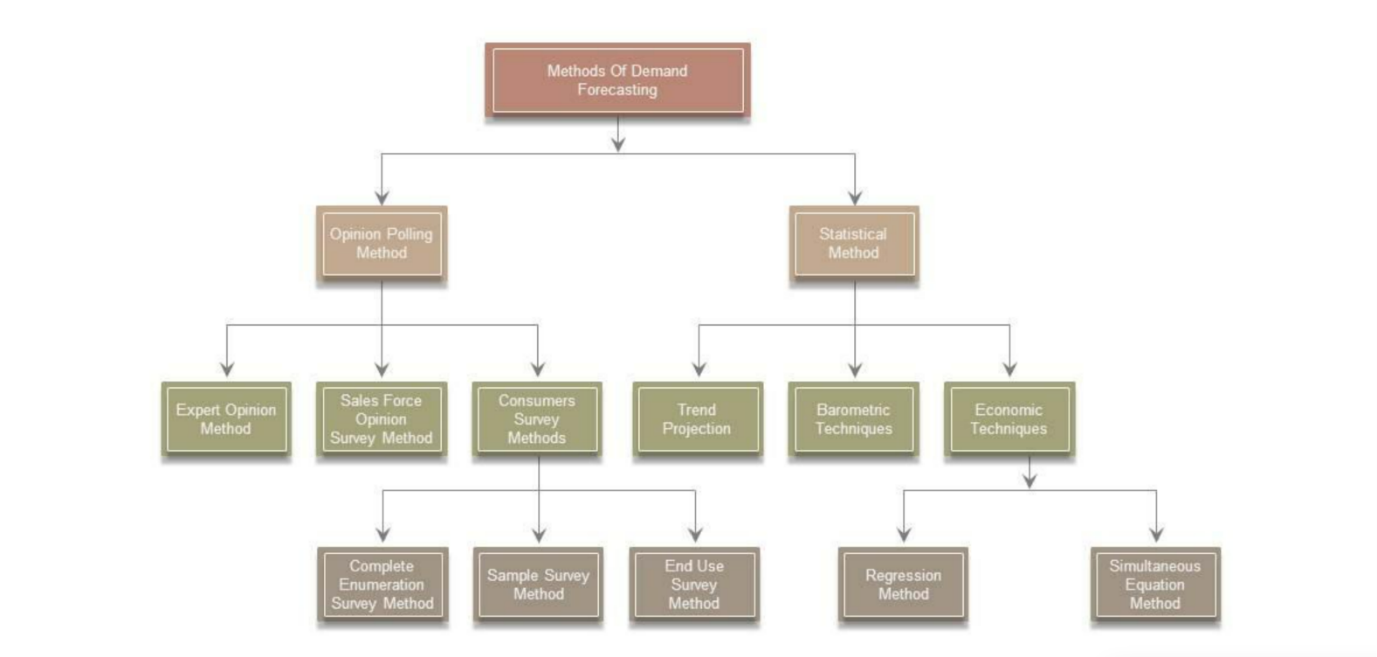 Methods Of Demand
Forecasting
Opinion Polling
Method
Statistical
Method
Expert Opinion
Method
Sales Force
Opinion
Survey Method
Consumers
Survey
Methods
Trend
Projection
Barometric
Techniques
Economic
Techniques
Complete
Enumeration
Survey Method
Sample Survey
Method
End Use
Survey
Method
Regression
Method
Simultaneous
Equation
Method